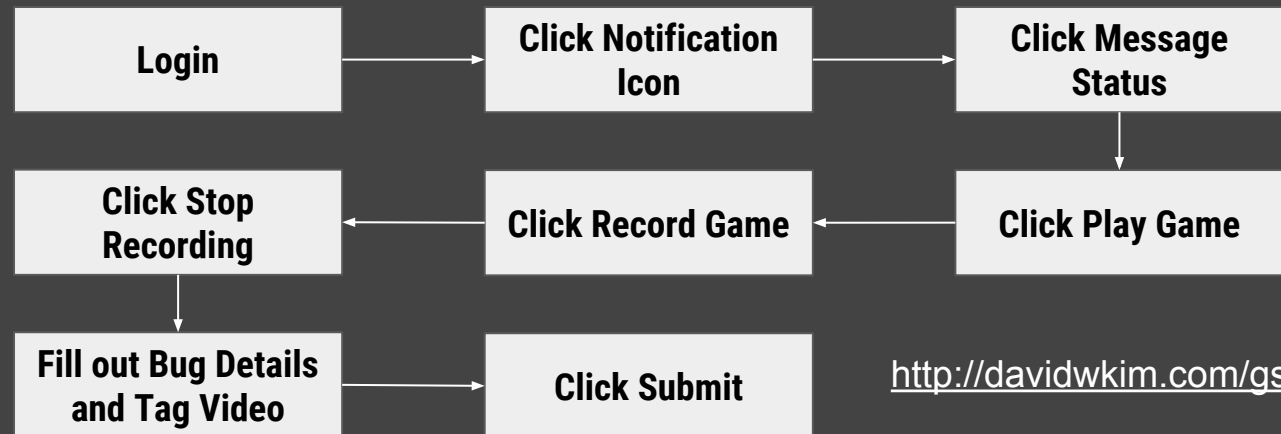 Login
Click Notification
Icon
Click Message
Status
Click Stop
Recording
Click Record Game
Click Play Game
Fill out Bug Details
and Tag Video
Click Submit
http://davidwkim.com/gs